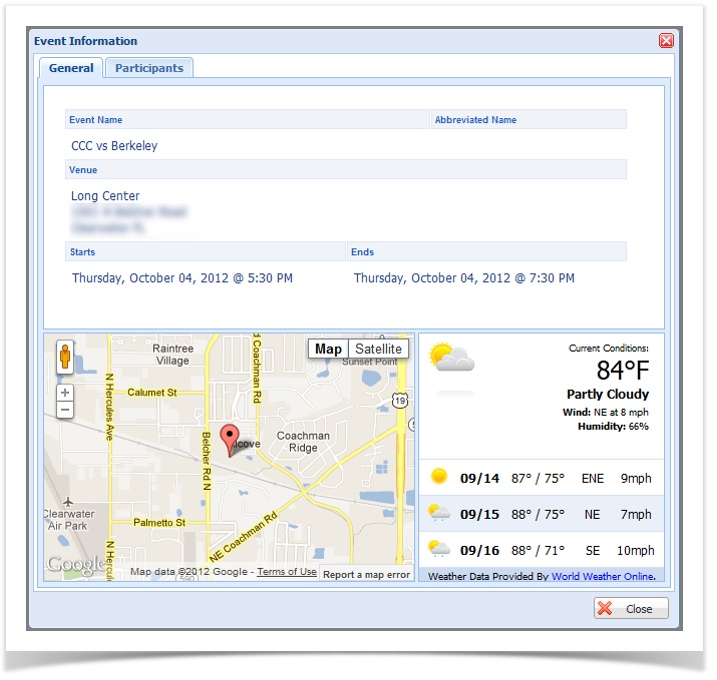 Event Information
General Participants
Event Name Abbreviated Name
CCC vs Berkeley
Venue
Long Center
Starts Ends
Thursday, October 04, 2012 @ 5:30 PM Thursday, October 04, 2012 @ 7:30 PM
Map Satellite
Raintree
Village
Sunset Point
d Coachman Rd
N Hercules Ave
Calumet St
19
Belcher Rd N
Coachman
Ridge
Clearwater
Air Park
Palmetto St
NE Coachman Rd
N Hercul
590
Google
Map data ©2012 Google - Terms of Use Report a map error
Current Conditions:
84°F
Partly Cloudy
Wind: NE at 8 mph
Humidity: 66%
09/14 87° / 75° ENE 9mph
09/15 88° / 75° NE 7mph
09/16 88° / 71° SE 10mph
Weather Data Provided By World Weather Online.
Close